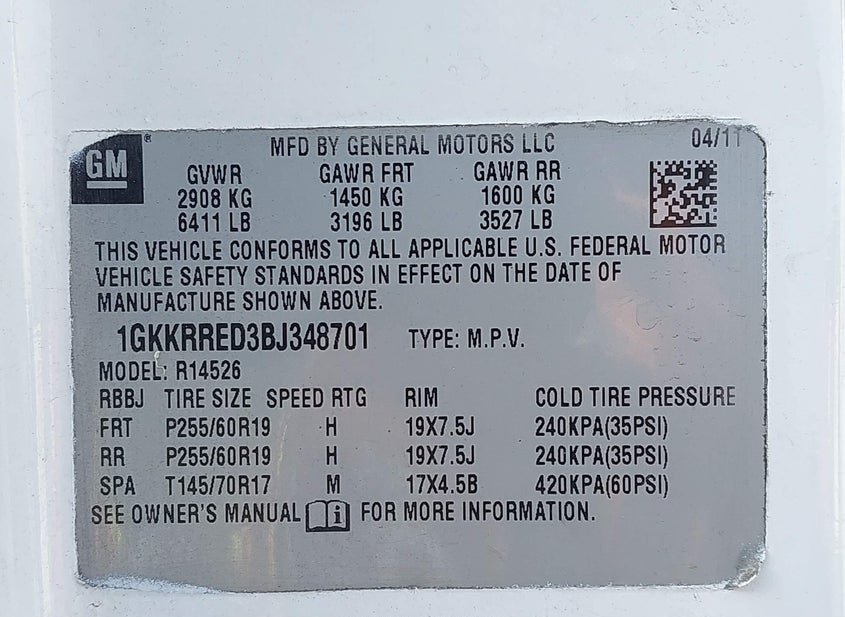 GM ® MFD BY GENERAL MOTORS LLC 04/11
GVWR GAWR FRT GAWR RR
2908 KG 1450 KG 1600 KG
6411 LB 3196 LB 3527 LB
THIS VEHICLE CONFORMS TO ALL APPLICABLE U.S. FEDERAL MOTOR
VEHICLE SAFETY STANDARDS IN EFFECT ON THE DATE OF
MANUFACTURE SHOWN ABOVE.
1GKKRRED3BJ348701 TYPE: M.P.V.
MODEL: R14526
RBBJ TIRE SIZE SPEED RTG RIM COLD TIRE PRESSURE
FRT P255/60R19 H 19X7.5J 240KPA(35PSI)
RR P255/60R19 H 19X7.5J 240KPA(35PSI)
SPA T145/70R17 M 17X4.5B 420KPA(60PSI)
SEE OWNER'S MANUAL i FOR MORE INFORMATION.